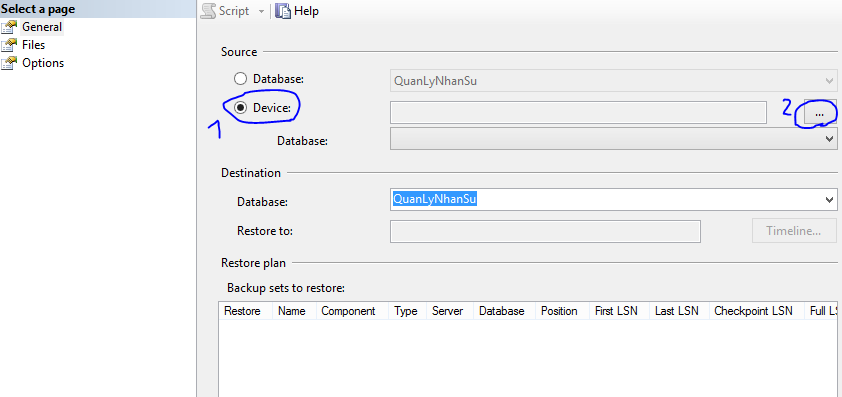 Select a page
General
Files
Options
Script
Help
Source
Database:
QuanLyNhanSu
1
Device:
2
...
Database:
Destination
Database:
QuanLyNhanSu
Restore to:
Timeline...
Restore plan
Backup sets to restore:
Restore Name Component Type Server Database Position First LSN Last LSN Checkpoint LSN Full LS